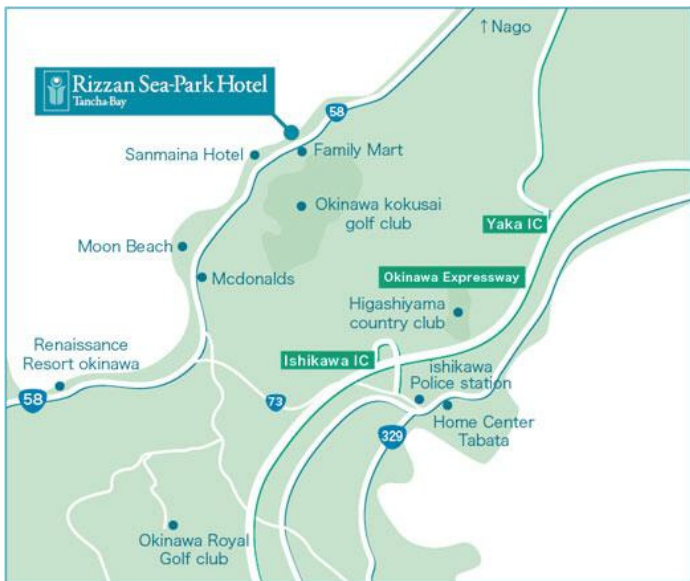 ↑Nago
Rizzan Sea-Park Hotel
Tancha-Bay
58
Sanmaina Hotel
Family Mart
Okinawa kokusai
golf club
Yaka IC
Moon Beach
Okinawa Expressway
Mcdonalds
Higashiyama
country club
Renaissance
Resort okinawa
Ishikawa IC
ishikawa
Police station
58
73
Home Center
Tabata
329
Okinawa Royal
Golf club